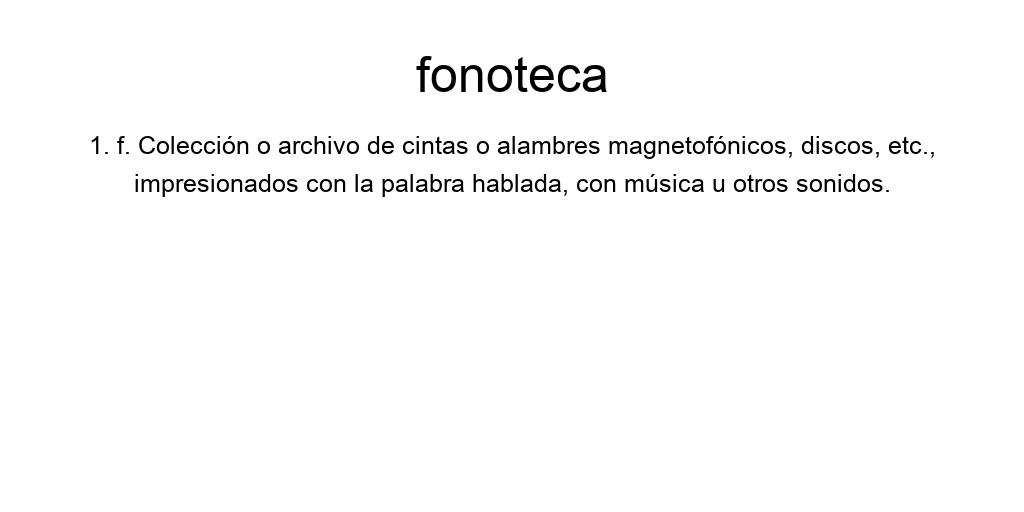 fonoteca
1. f. Colección o archivo de cintas o alambres magnetofónicos, discos, etc.,
impresionados con la palabra hablada, con música u otros sonidos.